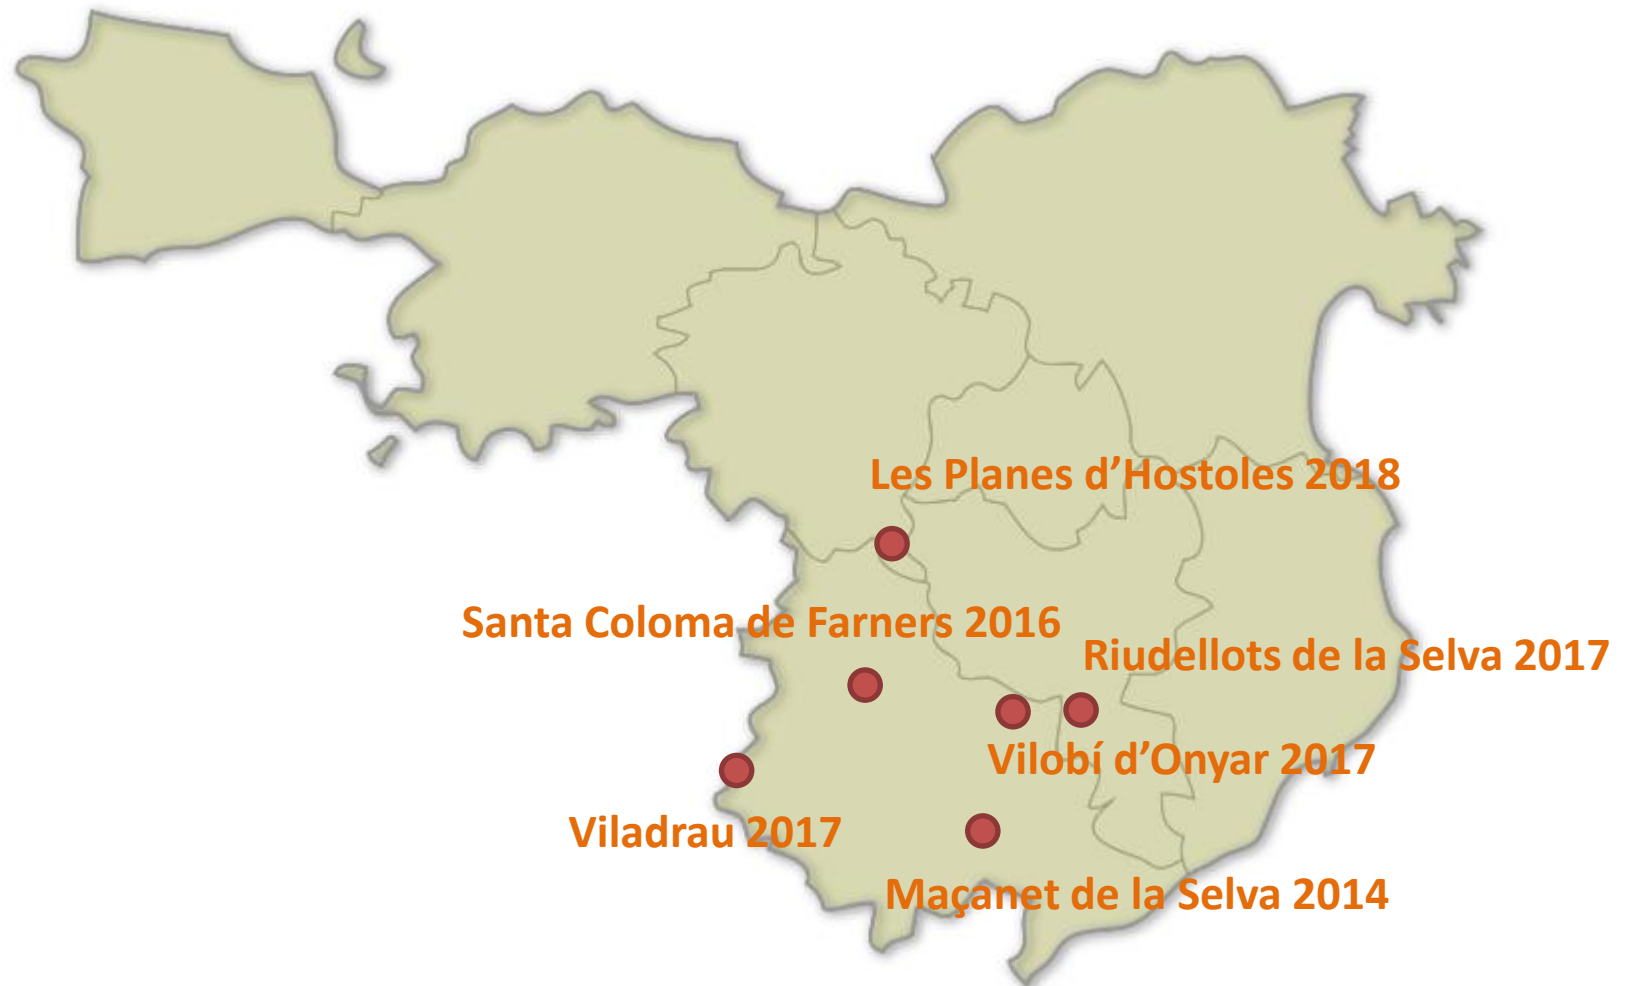 Les Planes d’Hostoles 2018
Santa Coloma de Farners 2016
Riudellots de la Selva 2017
Vilobí d’Onyar 2017
Viladrau 2017
Maçanet de la Selva 2014